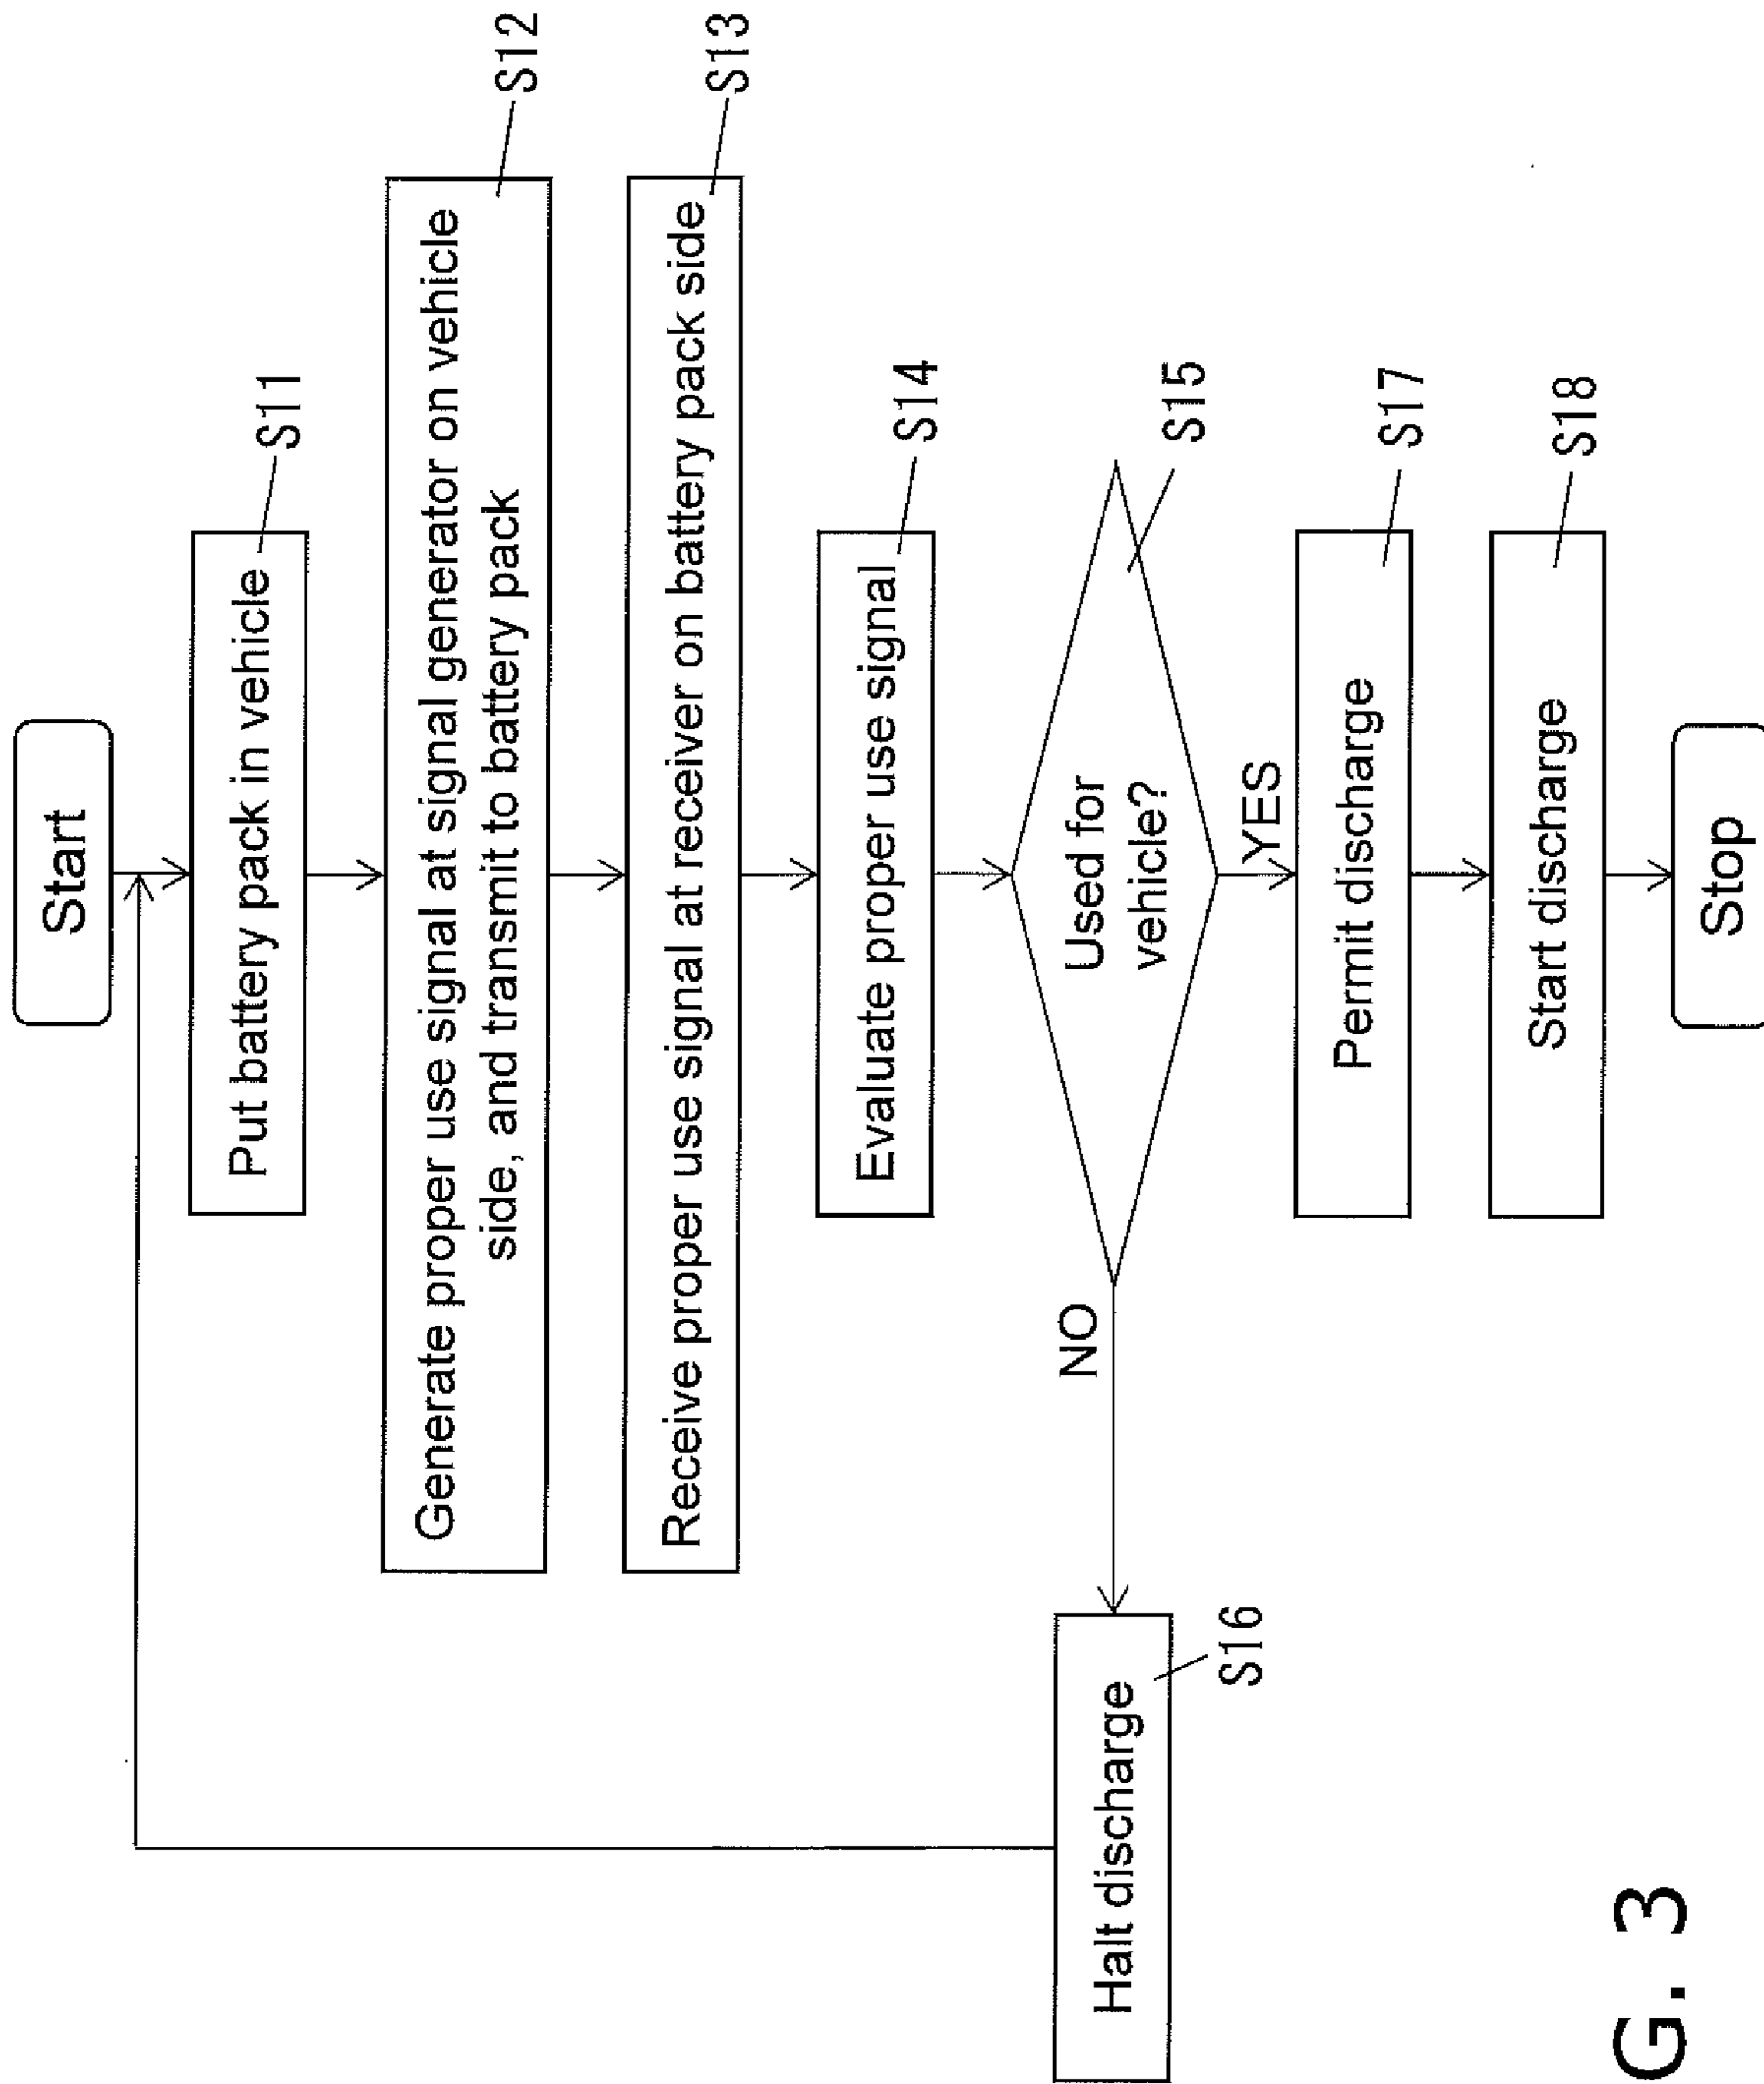 Start
Put battery pack in vehicle
S11
Generate proper use signal at signal generator on vehicle
side, and transmit to battery pack
S12
Receive proper use signal at receiver on battery pack side
S13
Evaluate proper use signal
S14
Used for
vehicle?
S15
NO
YES
Halt discharge
S16
Permit discharge
S17
Start discharge
S18
Stop
G. 3